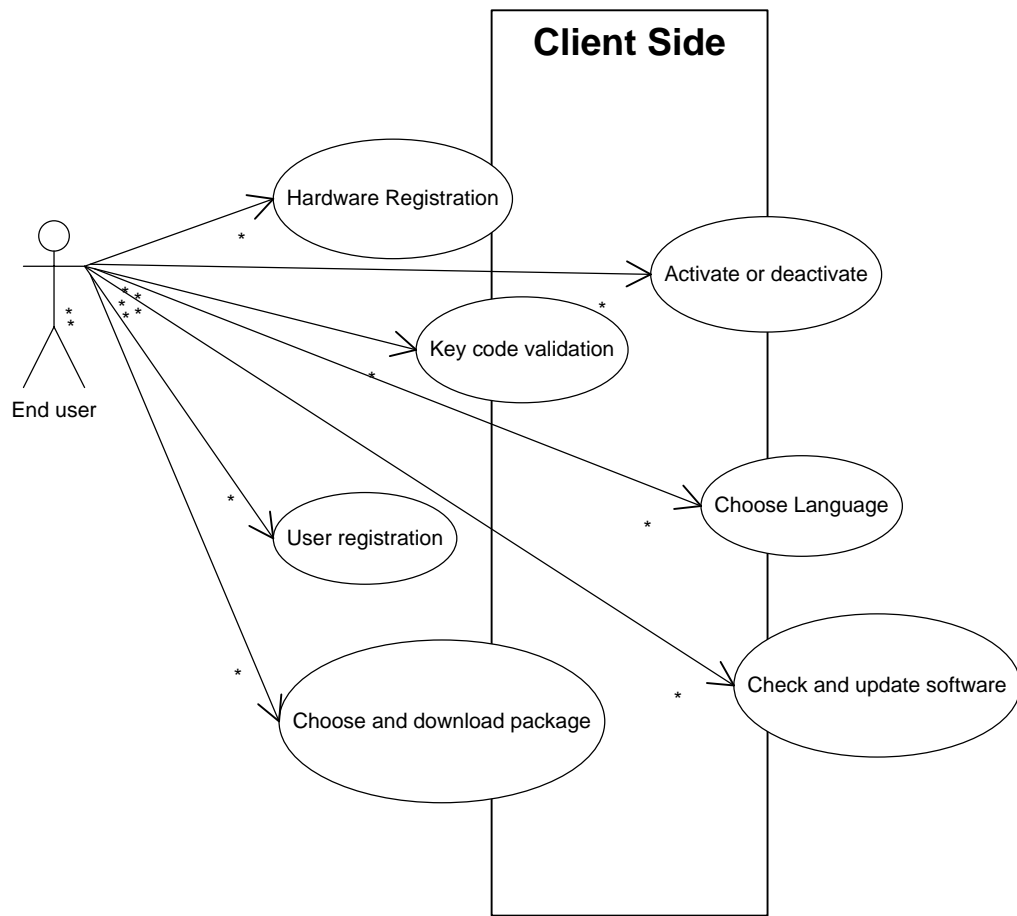 Client Side
Hardware Registration
*
Activate or deactivate
* *
* *
*
* *
*
*
Key code validation
*
End user
Choose Language
*
*
User registration
Check and update software
*
*
Choose and download package